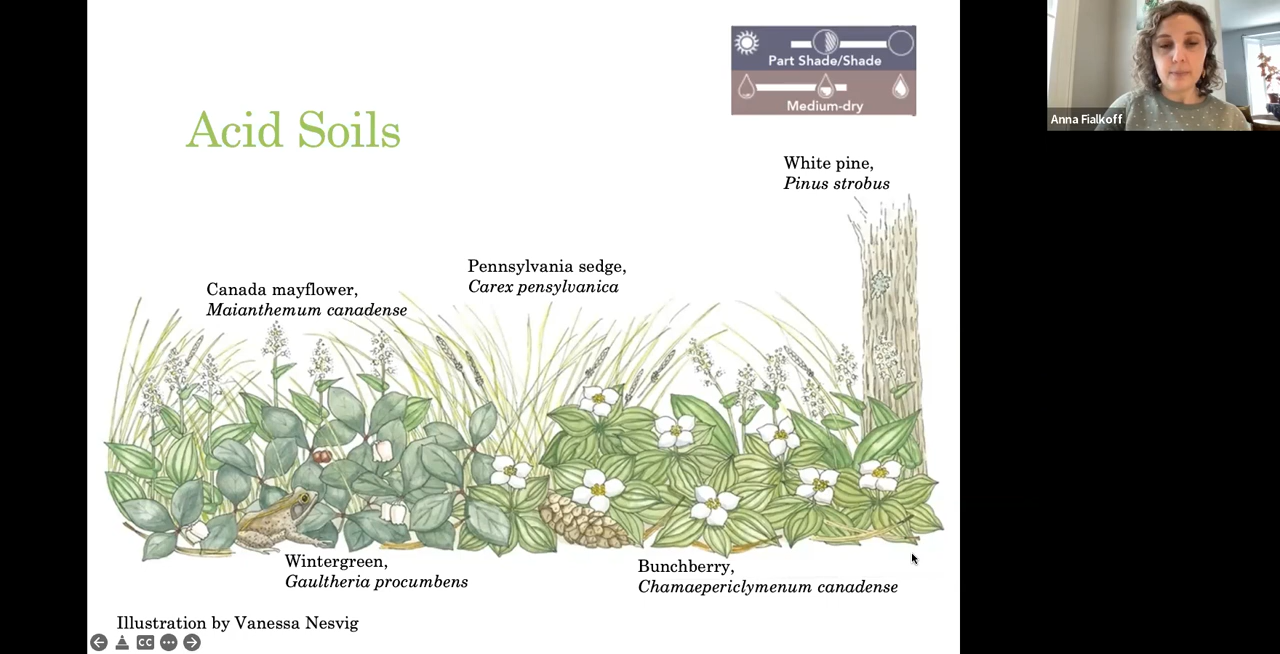 Part Shade/Shade
Medium-dry
Anna Fialkoff
Acid Soils
White pine,
Pinus strobus
Pennsylvania sedge,
Carex pensylvanica
Canada mayflower,
Maianthemum canadense
Wintergreen,
Gaultheria procumbens
Bunchberry,
Chamaepericlymenum canadense
Illustration by Vanessa Nesvig
CC